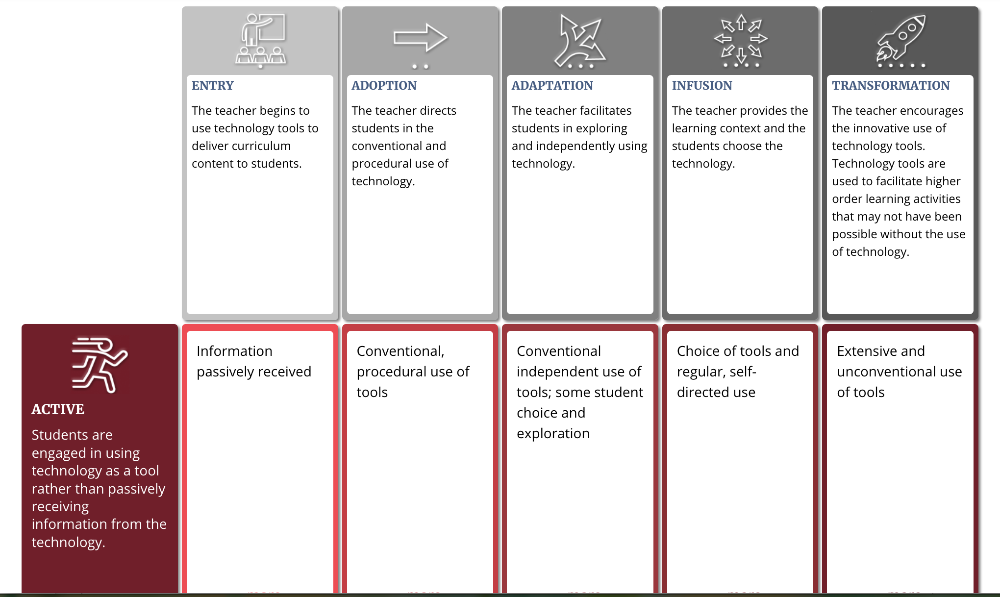 ENTRY
The teacher begins to
use technology tools to
deliver curriculum
content to students.
ADOPTION
The teacher directs
students in the
conventional and
procedural use of
technology.
ADAPTATION
The teacher facilitates
students in exploring
and independently using
technology.
INFUSION
The teacher provides the
learning context and the
students choose the
technology.
TRANSFORMATION
The teacher encourages
the innovative use of
technology tools.
Technology tools are
used to facilitate higher
order learning activities
that may not have been
possible without the use
of technology.
ACTIVE
Students are
engaged in using
technology as a tool
rather than passively
receiving
information from the
technology.
Information
passively received
Conventional,
procedural use of
tools
Conventional
independent use of
tools; some student
choice and
exploration
Choice of tools and
regular, self-
directed use
Extensive and
unconventional use
of tools